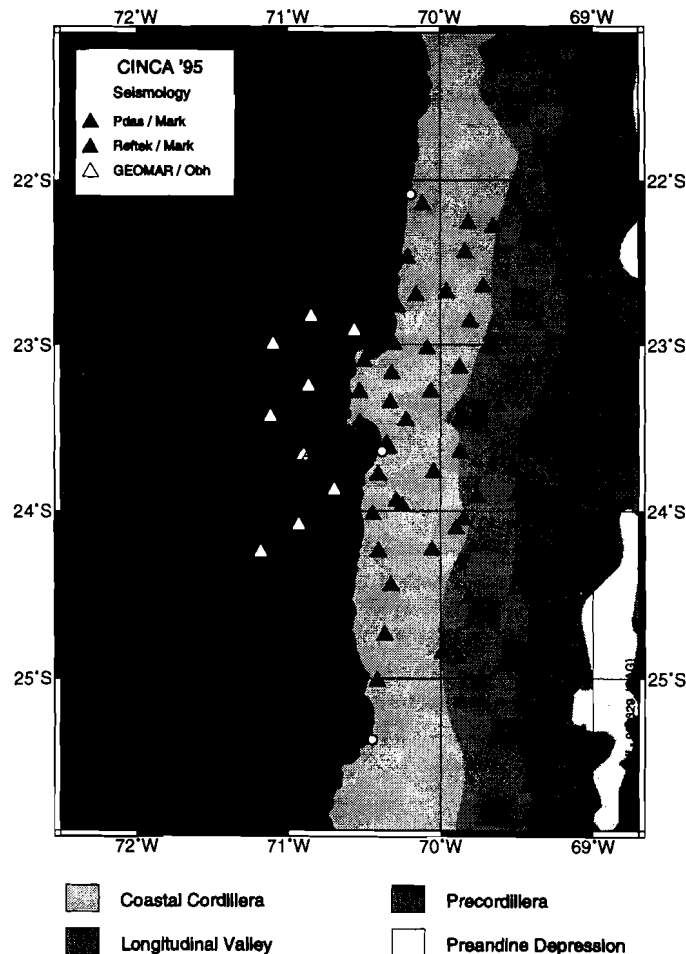 72°W 71°W 70°W 69°W
CINCA '95
Seismology
Pdas / Mark
Reftek / Mark
GEOMAR / Obh
22°S 22°S
23°S 23°S
24°S 24°S
25°S 25°S
72°W 71°W 70°W 69°W
Coastal Cordillera
Precordillera
Longitudinal Valley
Preandine Depression